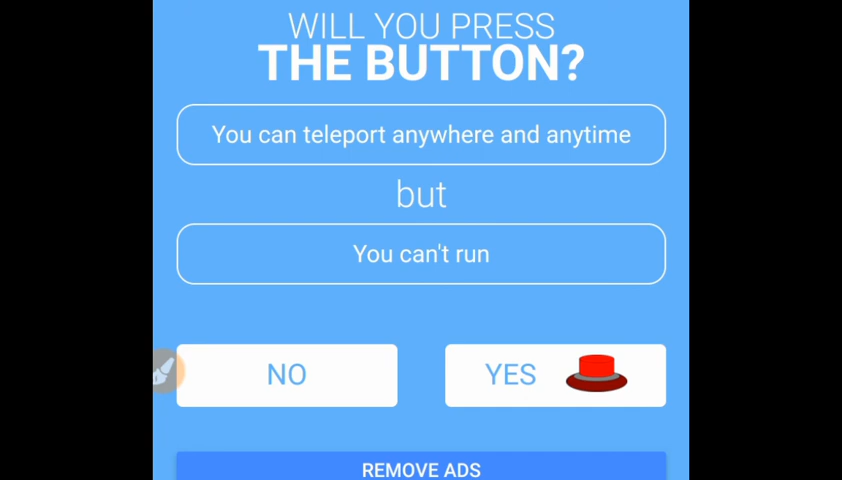 WILL YOU PRESS
THE BUTTON?
You can teleport anywhere and anytime
but
You can't run
NO
YES
REMOVE ADS